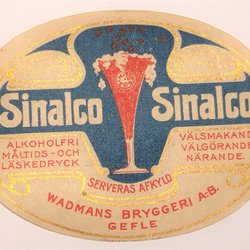 Sinalco Sinalco
ALKOHOLFRI
MÅLTIDS-OCH
LÄSKEDRYCK
VÄLSMAKANDE
VÄLGÖRANDE
NÄRANDE.
SERVERAS AFKYLD
WADMANS BRYGGERI A-B.
GEFLE